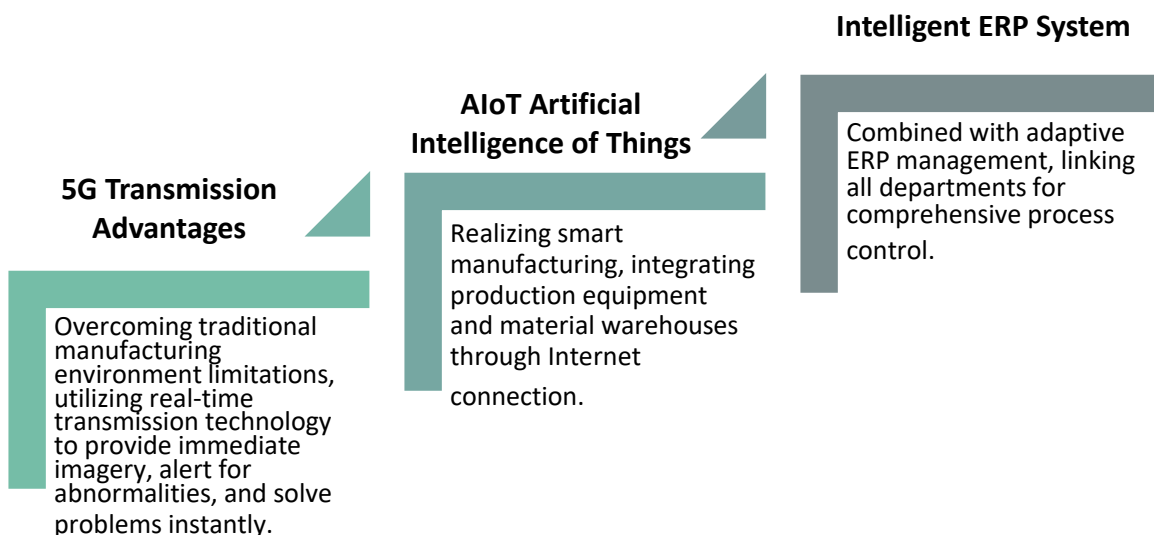 5G Transmission
Advantages
Overcoming traditional
manufacturing
environment limitations,
utilizing real-time
transmission technology
to provide immediate
imagery, alert for
abnormalities, and solve
problems instantly.
AIoT Artificial
Intelligence of Things
Realizing smart
manufacturing, integrating
production equipment
and material warehouses
through Internet
connection.
Intelligent ERP System
Combined with adaptive
ERP management, linking
all departments for
comprehensive process
control.